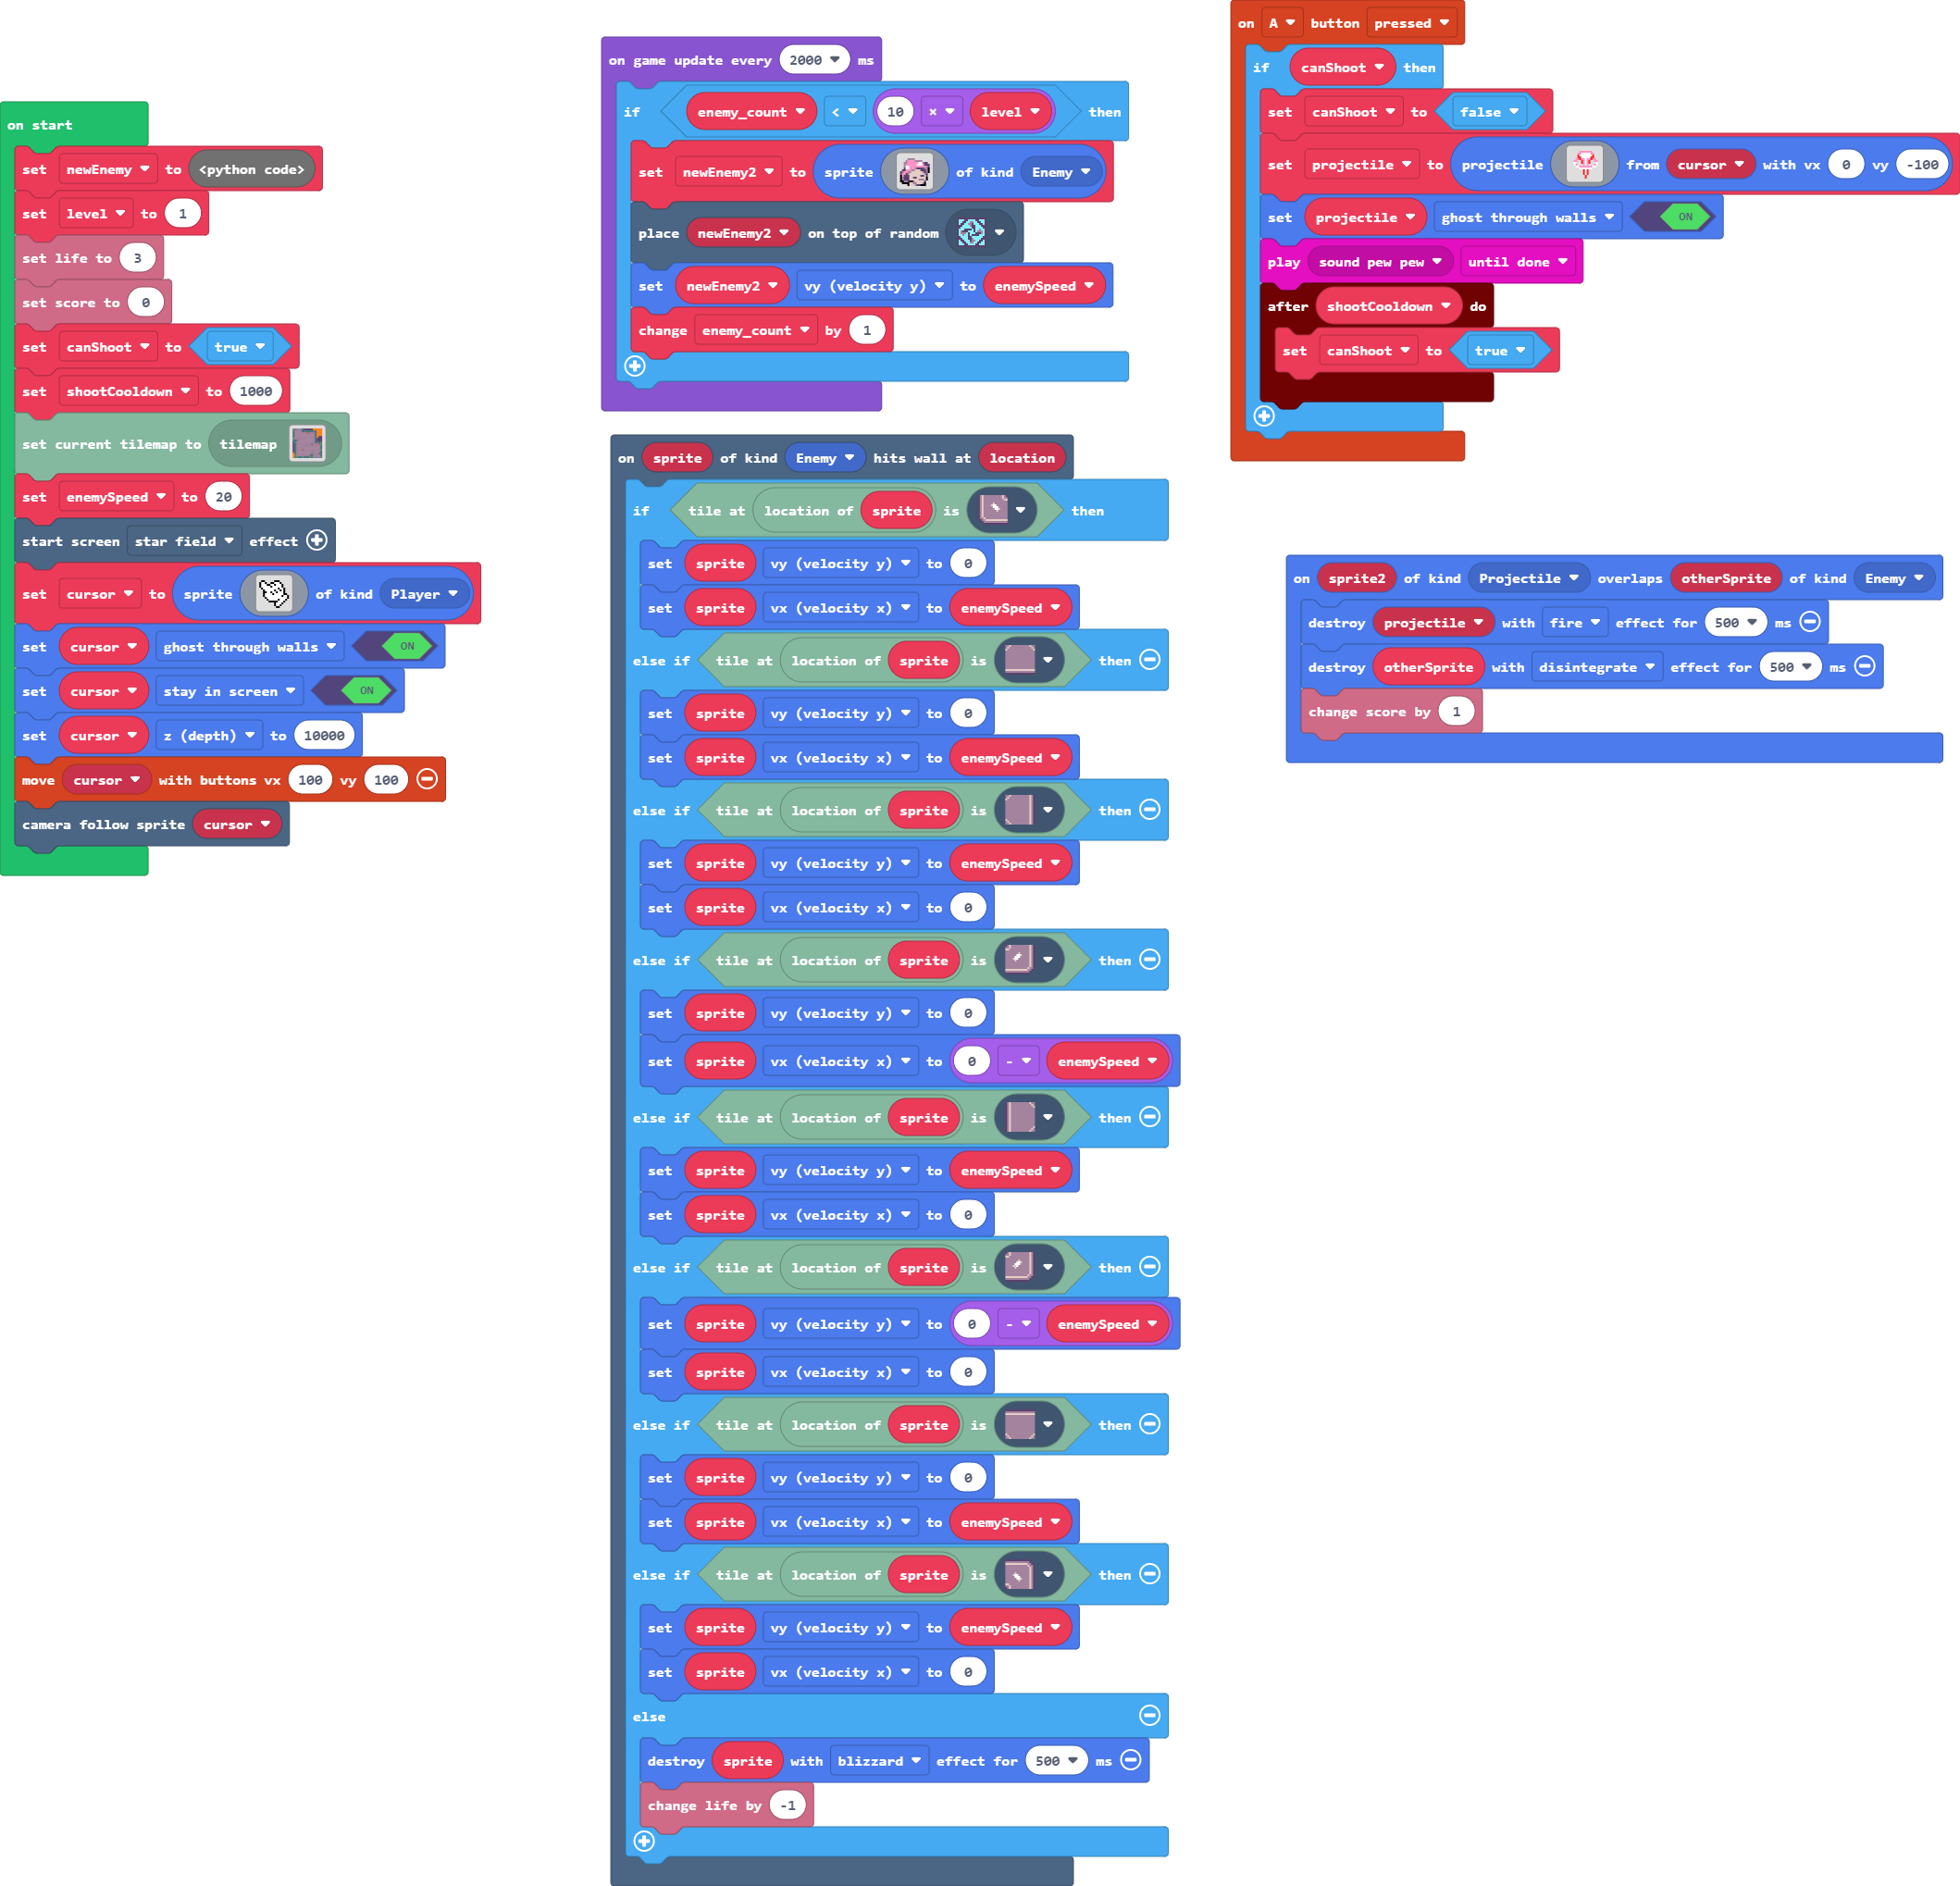 on start
set newEnemy to <python code>
set level to 1
set life to 3
set score to 0
set canShoot to true
set shootCooldown to 1000
set current tilemap to tilemap
set enemySpeed to 20
start screen star field effect
set cursor to sprite of kind Player
set cursor ghost through walls ON
set cursor stay in screen ON
set cursor z (depth) to 10000
move cursor with buttons vx 100 vy 100
camera follow sprite cursor
on game update every 2000 ms
if enemy_count < 10 × level then
set newEnemy2 to sprite of kind Enemy
place newEnemy2 on top of random
set newEnemy2 vy (velocity y) to enemySpeed
change enemy_count by 1
on sprite of kind Enemy hits wall at location
if tile at location of sprite is then
set sprite vy (velocity y) to 0
set sprite vx (velocity x) to enemySpeed
else if tile at location of sprite is then
set sprite vy (velocity y) to 0
set sprite vx (velocity x) to enemySpeed
else if tile at location of sprite is then
set sprite vy (velocity y) to enemySpeed
set sprite vx (velocity x) to 0
else if tile at location of sprite is then
set sprite vy (velocity y) to 0
set sprite vx (velocity x) to 0 - enemySpeed
else if tile at location of sprite is then
set sprite vy (velocity y) to enemySpeed
set sprite vx (velocity x) to 0
else if tile at location of sprite is then
set sprite vy (velocity y) to 0 - enemySpeed
set sprite vx (velocity x) to 0
else if tile at location of sprite is then
set sprite vy (velocity y) to 0
set sprite vx (velocity x) to enemySpeed
else if tile at location of sprite is then
set sprite vy (velocity y) to enemySpeed
set sprite vx (velocity x) to 0
else
destroy sprite with blizzard effect for 500 ms
change life by -1
on A button pressed
if canShoot then
set canShoot to false
set projectile to projectile from cursor with vx 0 vy -100
set projectile ghost through walls ON
play sound pew pew until done
after shootCooldown do
set canShoot to true
on sprite2 of kind Projectile overlaps otherSprite of kind Enemy
destroy projectile with fire effect for 500 ms
destroy otherSprite with disintegrate effect for 500 ms
change score by 1